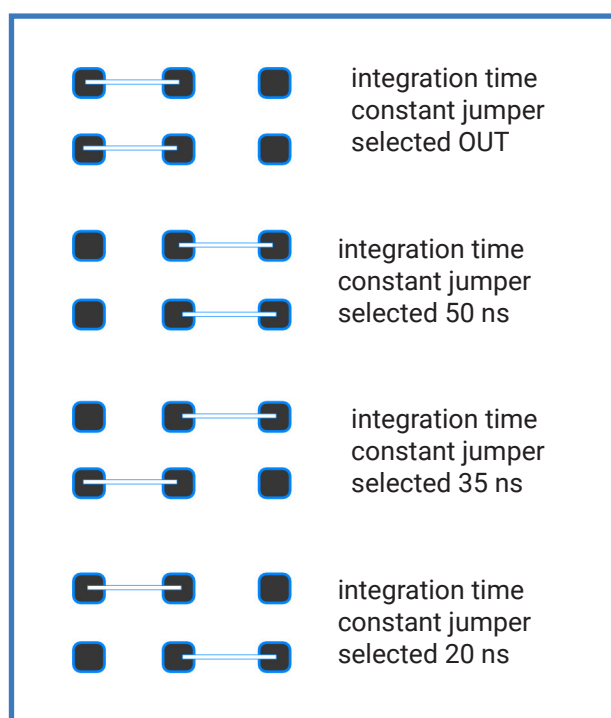 integration time
constant jumper
selected OUT
integration time
constant jumper
selected 50 ns
integration time
constant jumper
selected 35 ns
integration time
constant jumper
selected 20 ns